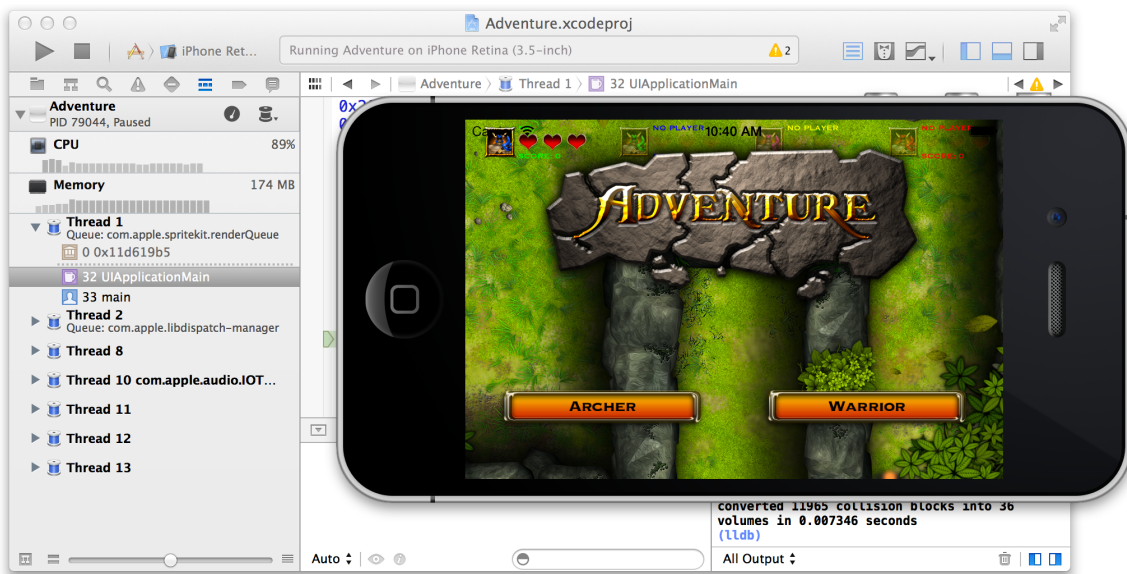 Adventure.xcodeproj
iPhone Ret...
Running Adventure on iPhone Retina (3.5-inch)
2
Adventure
Thread 1
32 UIApplicationMain
Adventure
PID 79044, Paused
CPU
89%
Memory
174 MB
Thread 1
Queue: com.apple.spritekit.renderQueue
0 0x11d619b5
32 UIApplicationMain
33 main
Thread 2
Queue: com.apple.libdispatch-manager
Thread 8
Thread 10 com.apple.audio.IOT...
Thread 11
Thread 12
Thread 13
NO PLAYER
10:40 AM
NO PLAYER
NO PLAYER
SCORE: 0
SCORE: 0
ADVENTURE
ARCHER
WARRIOR
converted 11965 collision blocks into 36
volumes in 0.007346 seconds
(lldb)
Auto
All Output